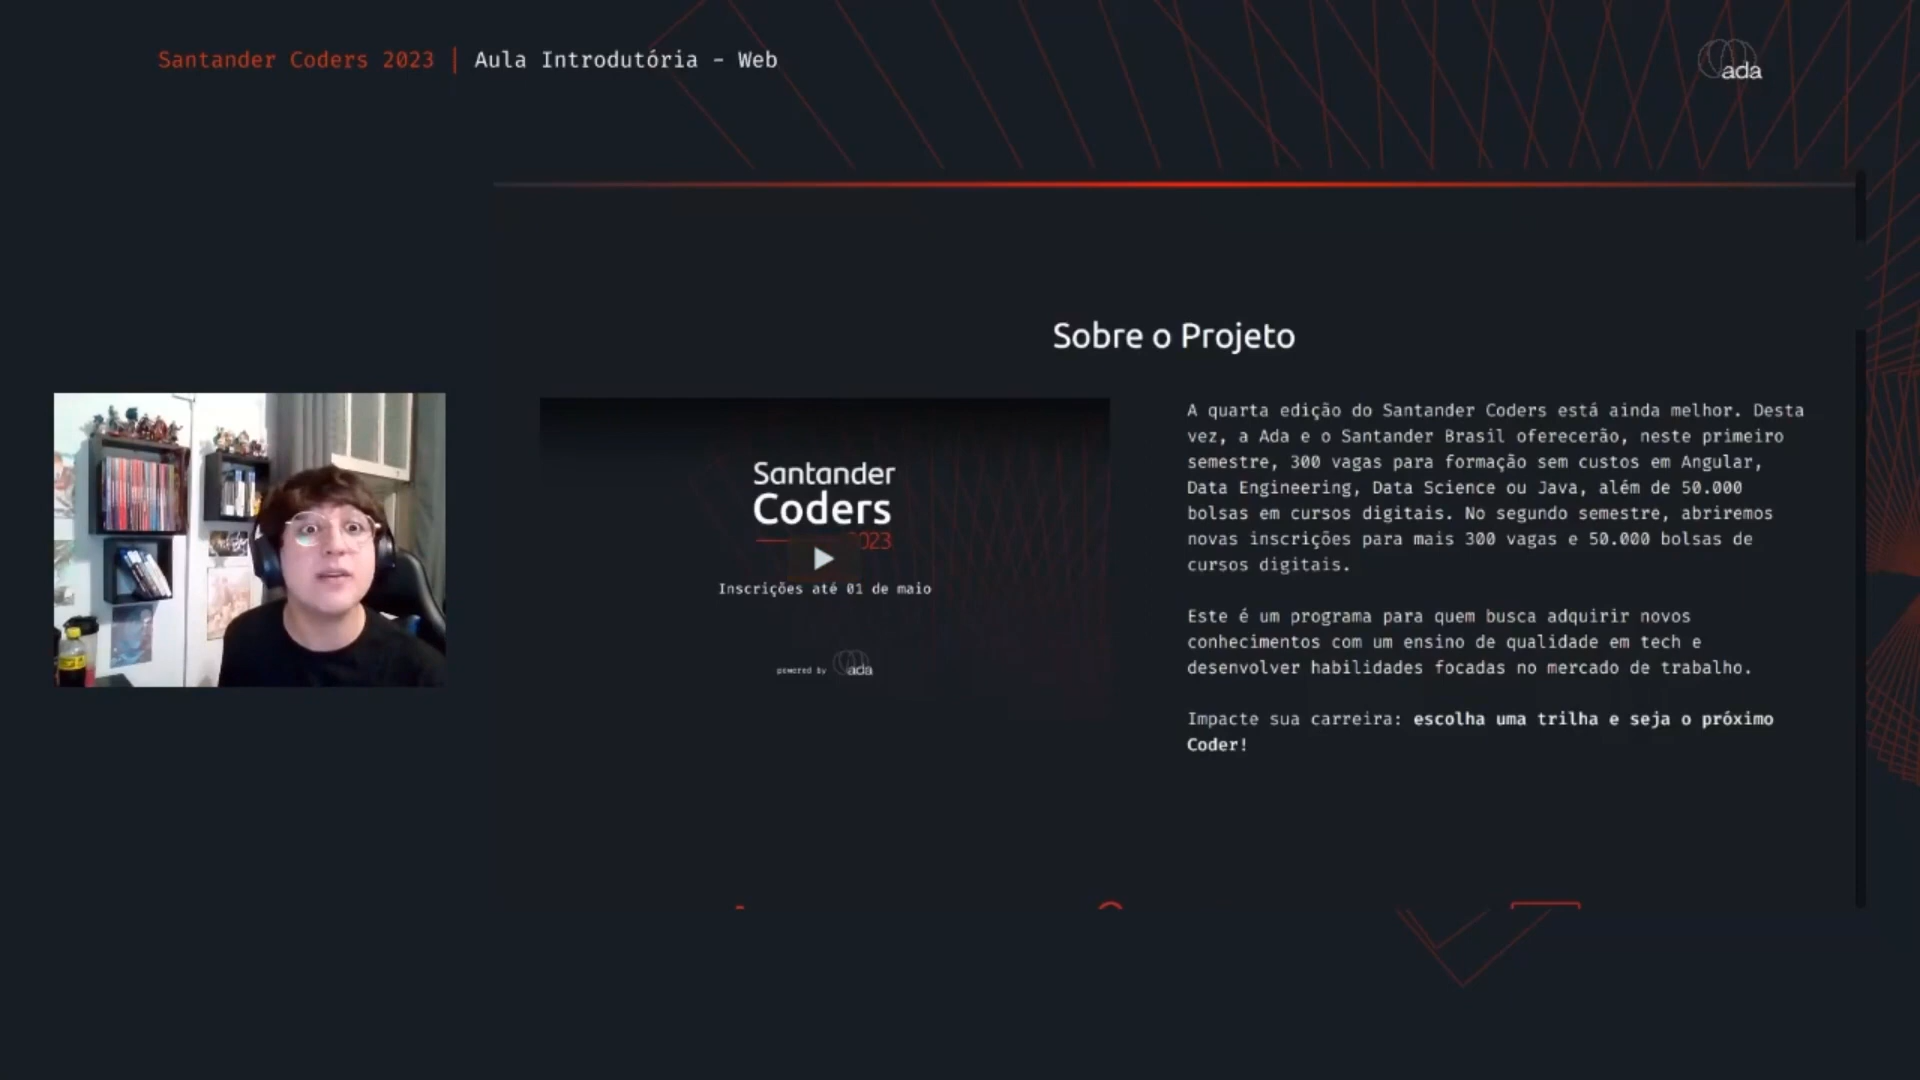 Santander Coders 2023 | Aula Introdutória - Web
ada
Sobre o Projeto
Santander
Coders
2023
Inscrições até 01 de maio
powered by ada
A quarta edição do Santander Coders está ainda melhor. Desta
vez, a Ada e o Santander Brasil oferecerão, neste primeiro
semestre, 300 vagas para formação sem custos em Angular,
Data Engineering, Data Science ou Java, além de 50.000
bolsas em cursos digitais. No segundo semestre, abriremos
novas inscrições para mais 300 vagas e 50.000 bolsas de
cursos digitais.
Este é um programa para quem busca adquirir novos
conhecimentos com um ensino de qualidade em tech e
desenvolver habilidades focadas no mercado de trabalho.
Impacte sua carreira: escolha uma trilha e seja o próximo
Coder!